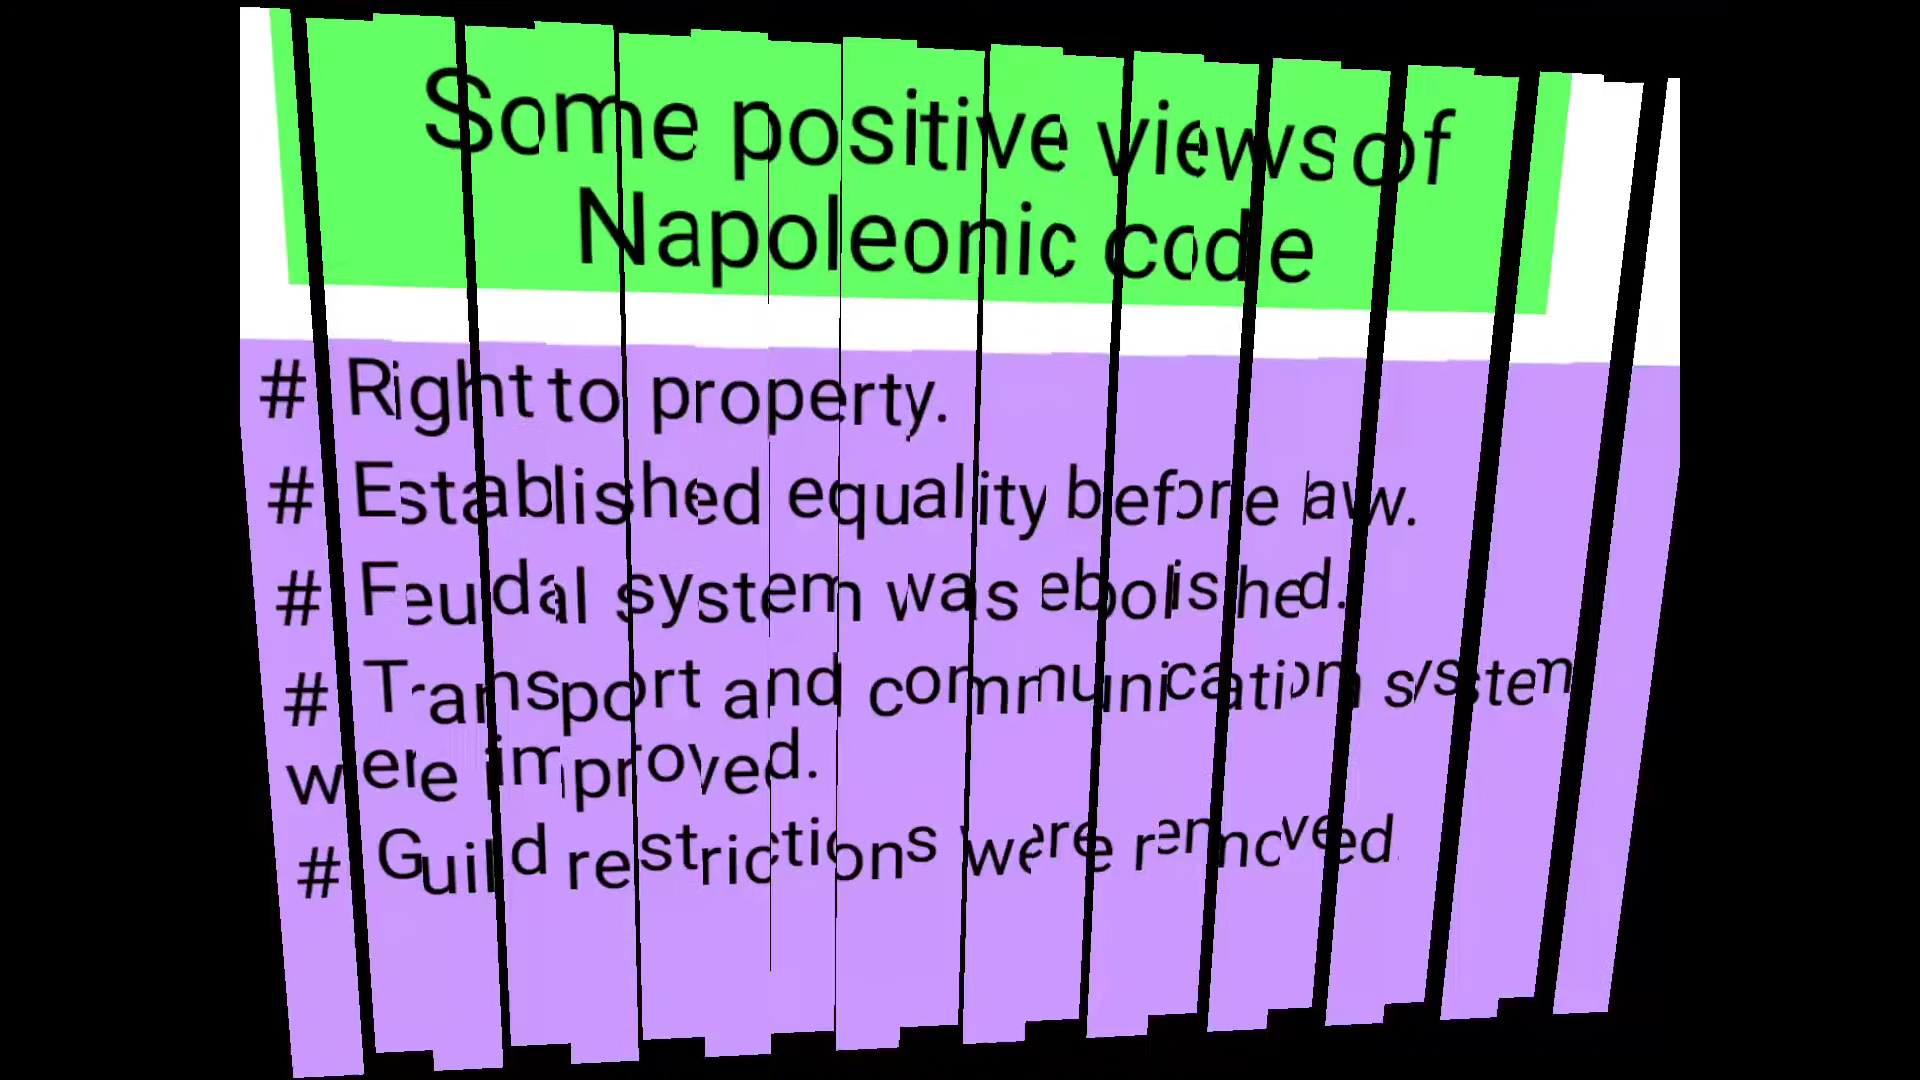 Some positive views of
Napoleonic code
# Right to property.
# Established equality before law.
# Feudal system was ebolished.
# Transport and communication system
were improved.
# Guild restrictions were removed.